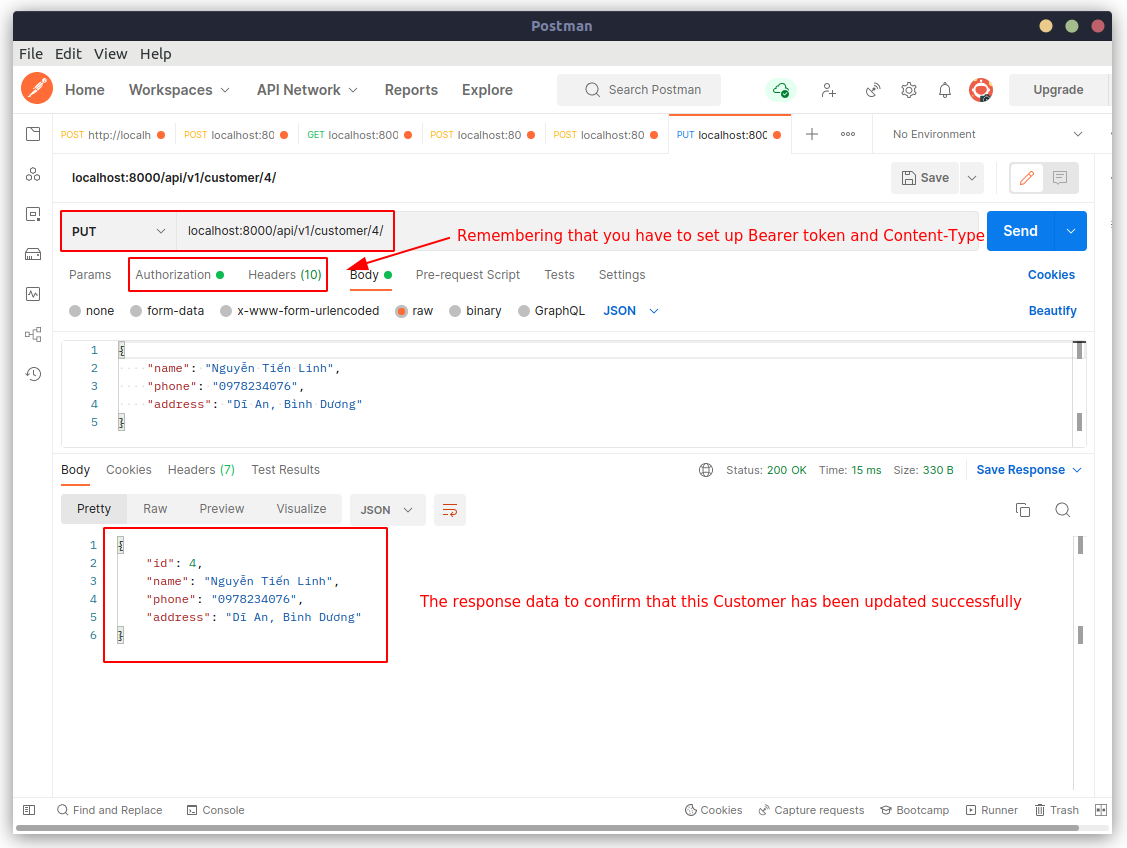 Postman
File Edit View Help
Home Workspaces API Network Reports Explore Search Postman Upgrade
POST http://localh POST localhost:80 GET localhost:800 POST localhost:80 POST localhost:80 PUT localhost:800 No Environment
localhost:8000/api/v1/customer/4/ Save
PUT localhost:8000/api/v1/customer/4/ Send
Remembering that you have to set up Bearer token and Content-Type
Params Authorization Headers (10) Body Pre-request Script Tests Settings Cookies
none form-data x-www-form-urlencoded raw binary GraphQL JSON Beautify
1 {
2 "name": "Nguyễn Tiến Linh",
3 "phone": "0978234076",
4 "address": "Dĩ An, Bình Dương"
5 }
Body Cookies Headers (7) Test Results Status: 200 OK Time: 15 ms Size: 330 B Save Response
Pretty Raw Preview Visualize JSON
1 {
2 "id": 4,
3 "name": "Nguyễn Tiến Linh",
4 "phone": "0978234076",
The response data to confirm that this Customer has been updated successfully
5 "address": "Dĩ An, Bình Dương"
6 }
Find and Replace Console Cookies Capture requests Bootcamp Runner Trash